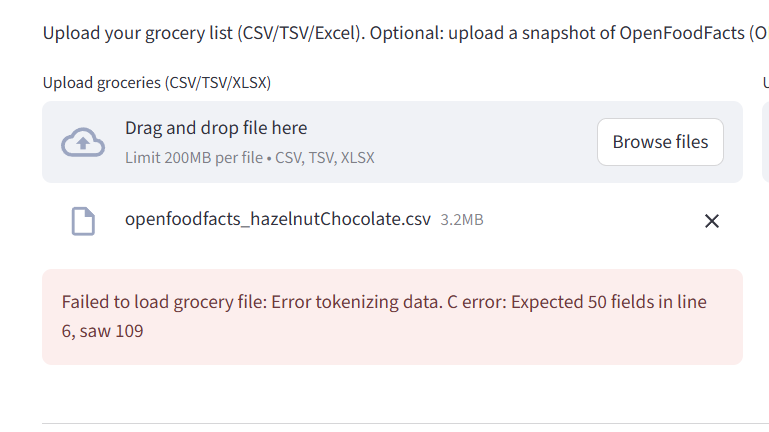 Upload your grocery list (CSV/TSV/Excel). Optional: upload a snapshot of OpenFoodFacts (O
Upload groceries (CSV/TSV/XLSX)
Drag and drop file here
Limit 200MB per file • CSV, TSV, XLSX
Browse files
openfoodfacts_hazelnutChocolate.csv 3.2MB
Failed to load grocery file: Error tokenizing data. C error: Expected 50 fields in line
6, saw 109